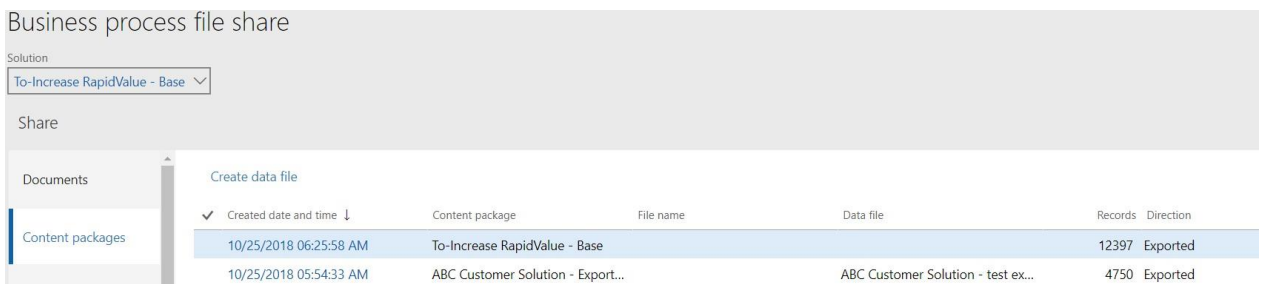 Business process file share
Solution
To-Increase RapidValue - Base
Share
Documents
Content packages
Create data file
Created date and time ↓ Content package File name Data file Records Direction
10/25/2018 06:25:58 AM To-Increase RapidValue - Base 12397 Exported
10/25/2018 05:54:33 AM ABC Customer Solution - Export... ABC Customer Solution - test ex... 4750 Exported